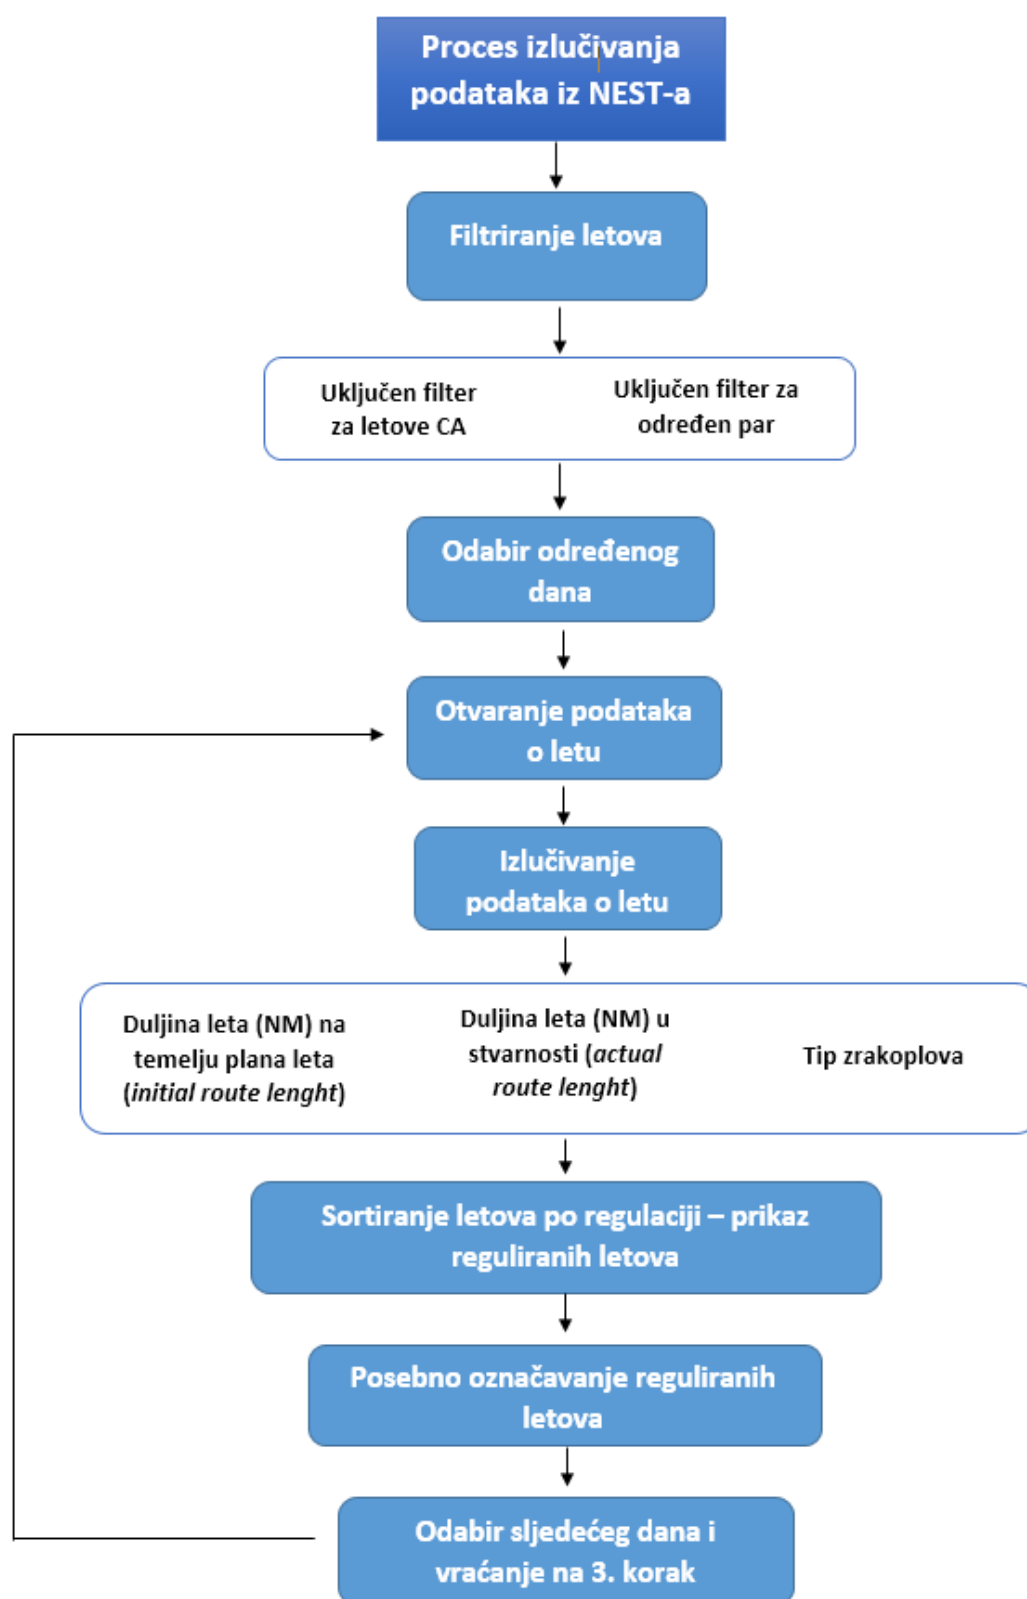 Proces izlučivanja
podataka iz NEST-a
Filtriranje letova
Uključen filter
za letove CA
Uključen filter za
određen par
Odabir određenog
dana
Otvaranje podataka
o letu
Izlučivanje
podataka o letu
Duljina leta (NM) na
temelju plana leta
(initial route lenght)
Duljina leta (NM) u
stvarnosti (actual
route lenght)
Tip zrakoplova
Sortiranje letova po regulaciji – prikaz
reguliranih letova
Posebno označavanje reguliranih
letova
Odabir sljedećeg dana i
vraćanje na 3. korak